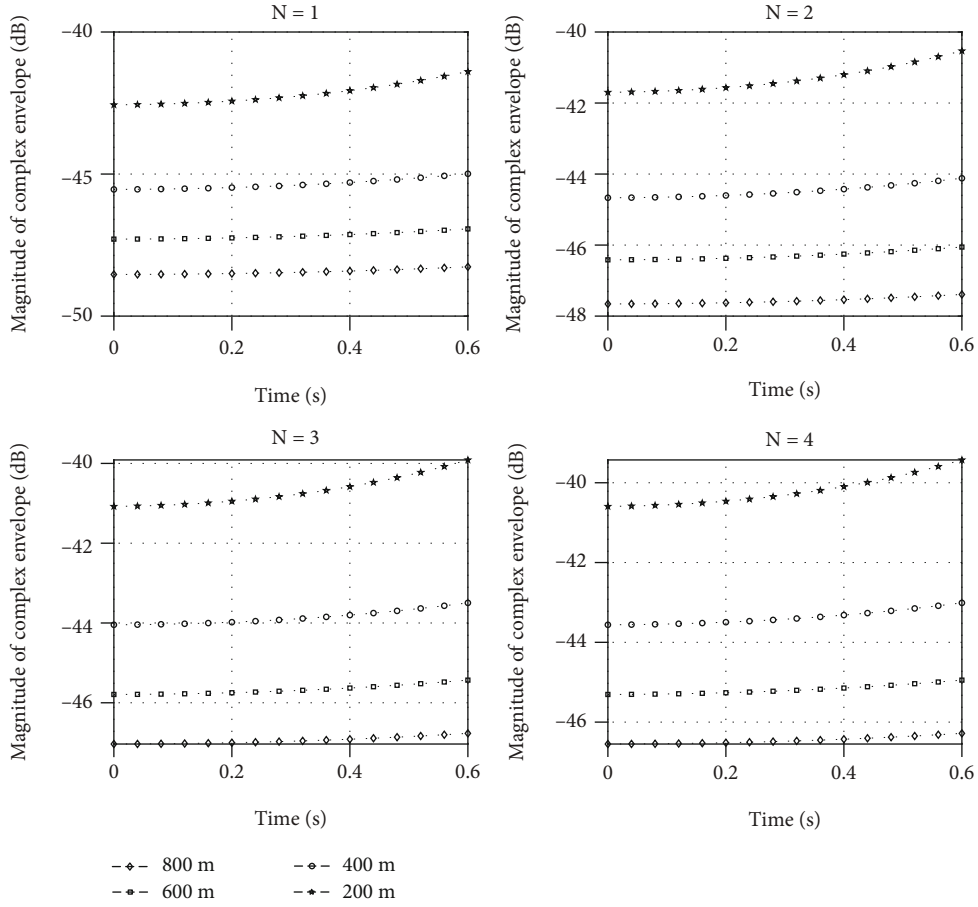 N = 1
Magnitude of complex envelope (dB)
−40
−45
−50
0 0.2 0.4 0.6
Time (s)
N = 2
Magnitude of complex envelope (dB)
−40
−42
−44
−46
−48
0 0.2 0.4 0.6
Time (s)
N = 3
Magnitude of complex envelope (dB)
−40
−42
−44
−46
0 0.2 0.4 0.6
Time (s)
N = 4
Magnitude of complex envelope (dB)
−40
−42
−44
−46
0 0.2 0.4 0.6
Time (s)
800 m
600 m
400 m
200 m